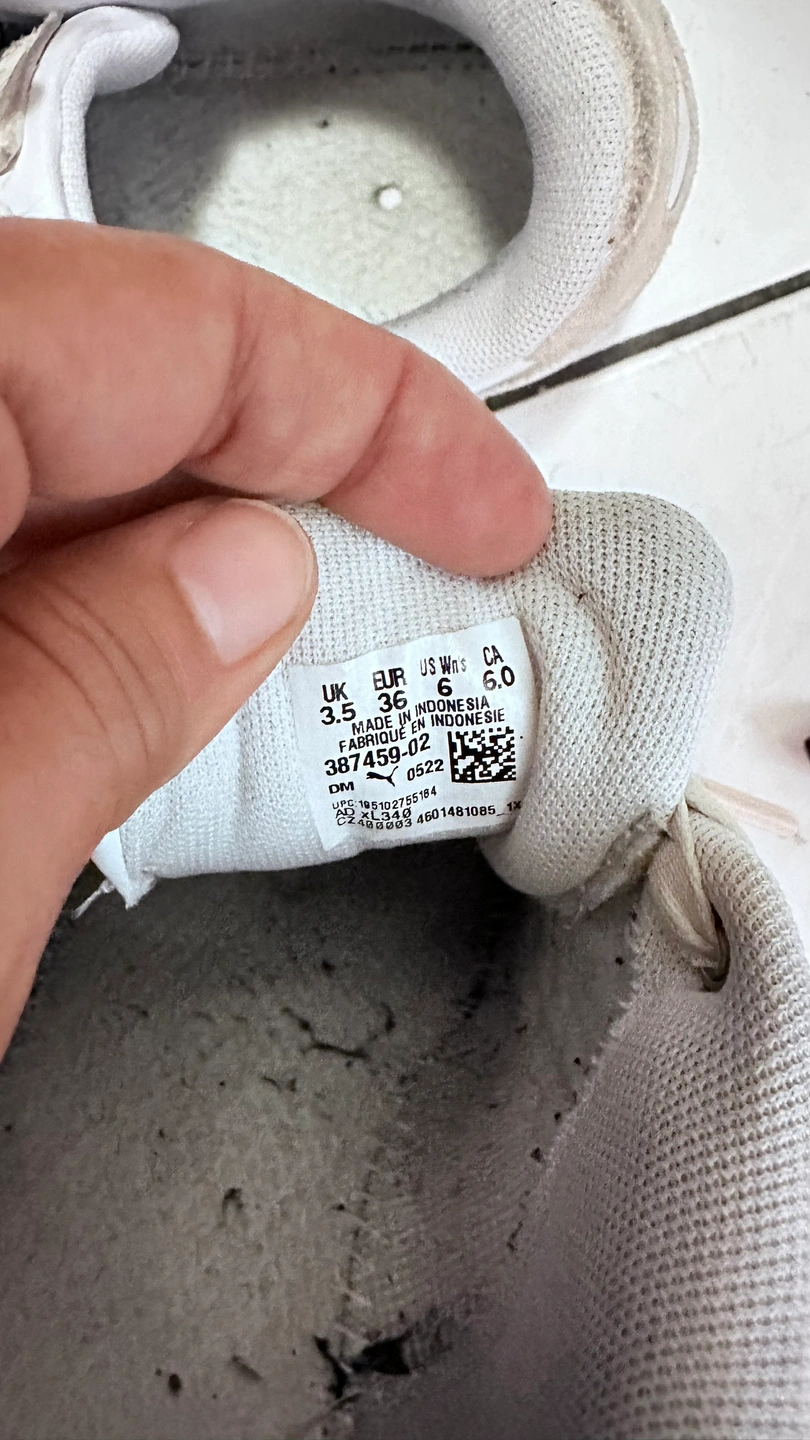 UK EUR US Wn's CA
3.5 36 6 6.0
MADE IN INDONESIA
FABRIQUÉ EN INDONESIE
387459-02
DM 0522
UPC:195102755184
AD XL340
CZ400003 4601481085_1X